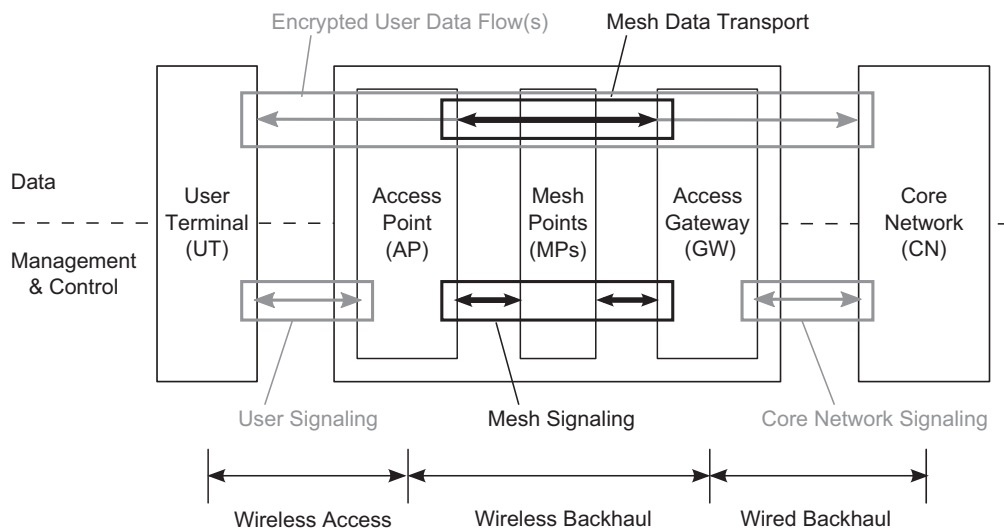 Encrypted User Data Flow(s)
Mesh Data Transport
Data
Management
& Control
User
Terminal
(UT)
Access
Point
(AP)
Mesh
Points
(MPs)
Access
Gateway
(GW)
Core
Network
(CN)
User Signaling
Mesh Signaling
Core Network Signaling
Wireless Access
Wireless Backhaul
Wired Backhaul